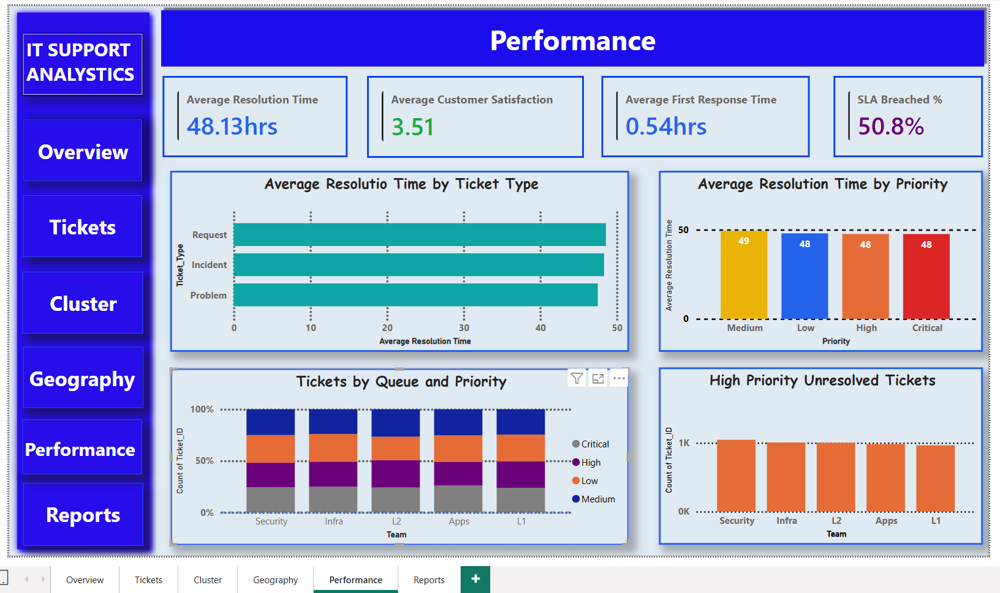 IT SUPPORT
ANALYSTICS
Overview
Tickets
Cluster
Geography
Performance
Reports
Performance
Average Resolution Time
48.13hrs
Average Customer Satisfaction
3.51
Average First Response Time
0.54hrs
SLA Breached %
50.8%
Average Resolutio Time by Ticket Type
Ticket_Type
Request
Incident
Problem
0 10 20 30 40 50
Average Resolution Time
Average Resolution Time by Priority
Average Resolution Time
50
0
49 48 48 48
Medium Low High Critical
Priority
Tickets by Queue and Priority
Count of Ticket_ID
100%
50%
0%
Security Infra L2 Apps L1
Team
Critical
High
Low
Medium
High Priority Unresolved Tickets
Count of Ticket_ID
1K
0K
Security Infra L2 Apps L1
Team
Overview Tickets Cluster Geography Performance Reports